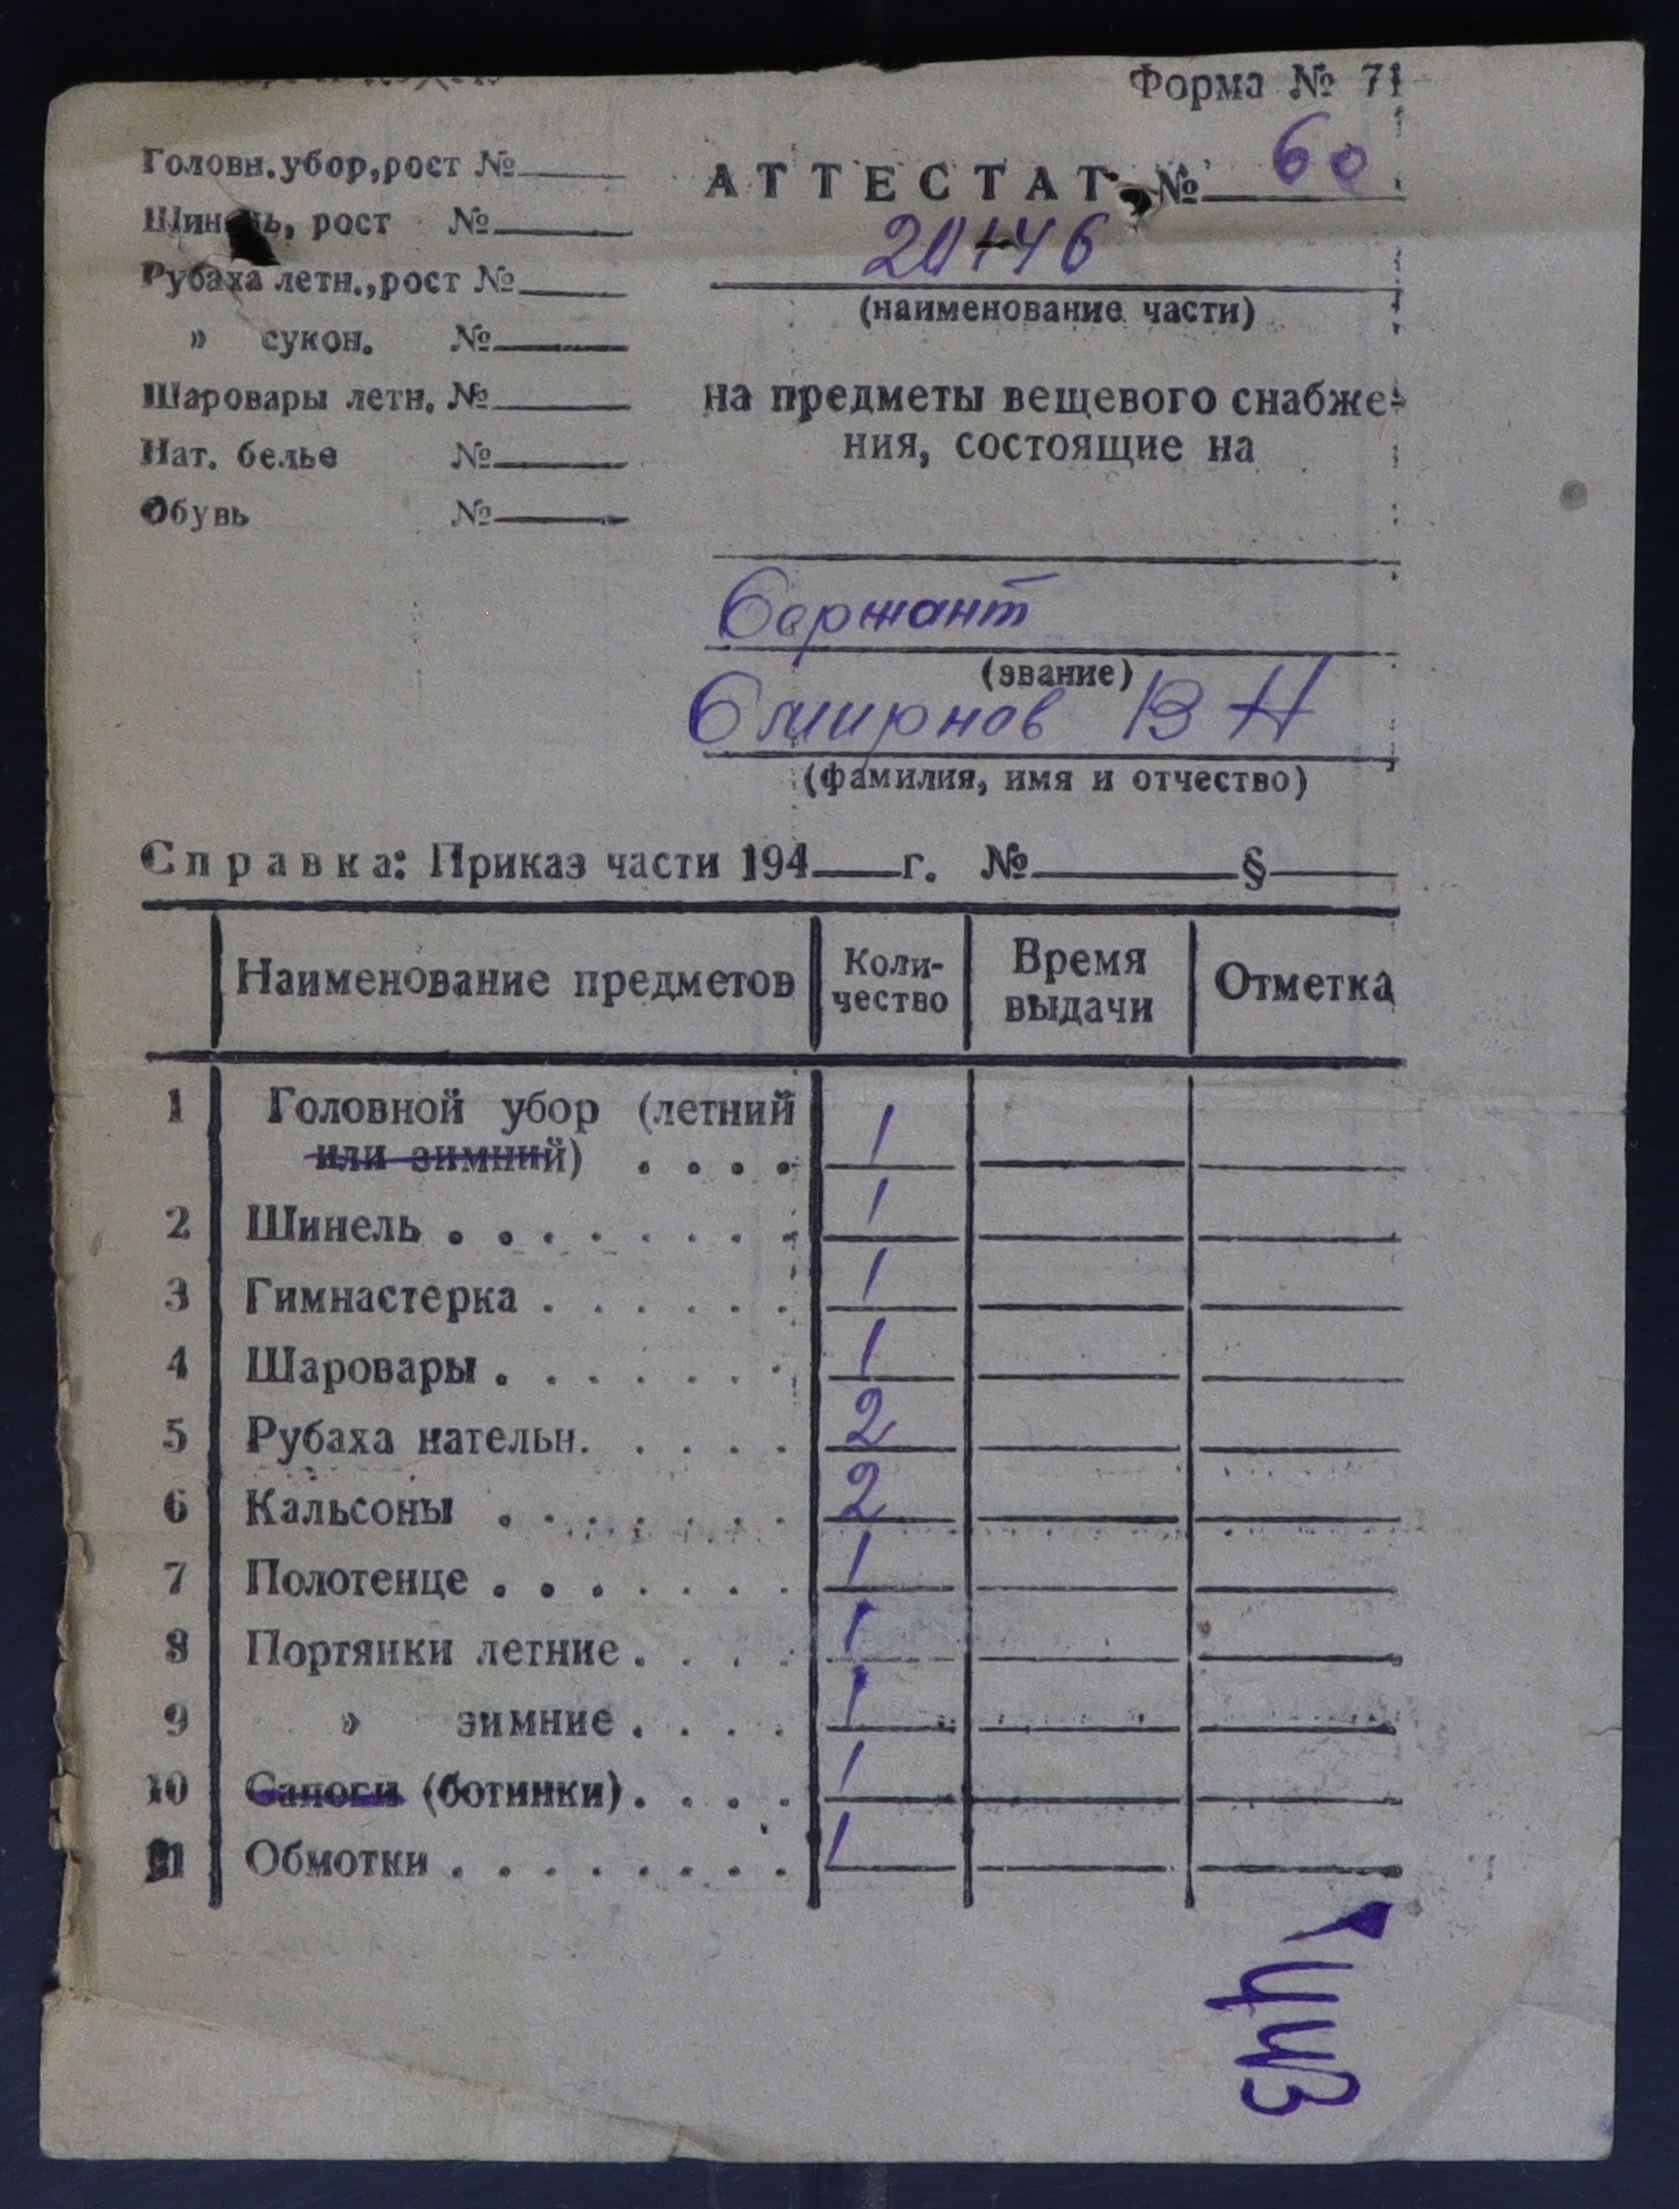 Форма № 71
Головн. убор, рост №
Шинель, рост №
Рубаха летн., рост №
» сукон. №
Шаровары летн. №
Нат. белье №
Обувь №
АТТЕСТАТ № 60
(наименование части)
на предметы вещевого снабже-
ния, состоящие на
Сержант
(звание)
Смирнов В Н
(фамилия, имя и отчество)
Справка: Приказ части 194 г. № §
Наименование предметов Коли-чество Время выдачи Отметка
1 Головной убор (летний
или зимний) . . . . 1
2 Шинель . . . . . . . . 1
3 Гимнастерка . . . . . . 1
4 Шаровары . . . . . . . 1
5 Рубаха нательн. . . . . 2
6 Кальсоны . . . . . . . 2
7 Полотенце . . . . . . . 1
8 Портянки летние . . . . 1
9 » зимние . . . . 1
10 Сапоги (ботинки) . . . . 1
11 Обмотки . . . . . . . . 1